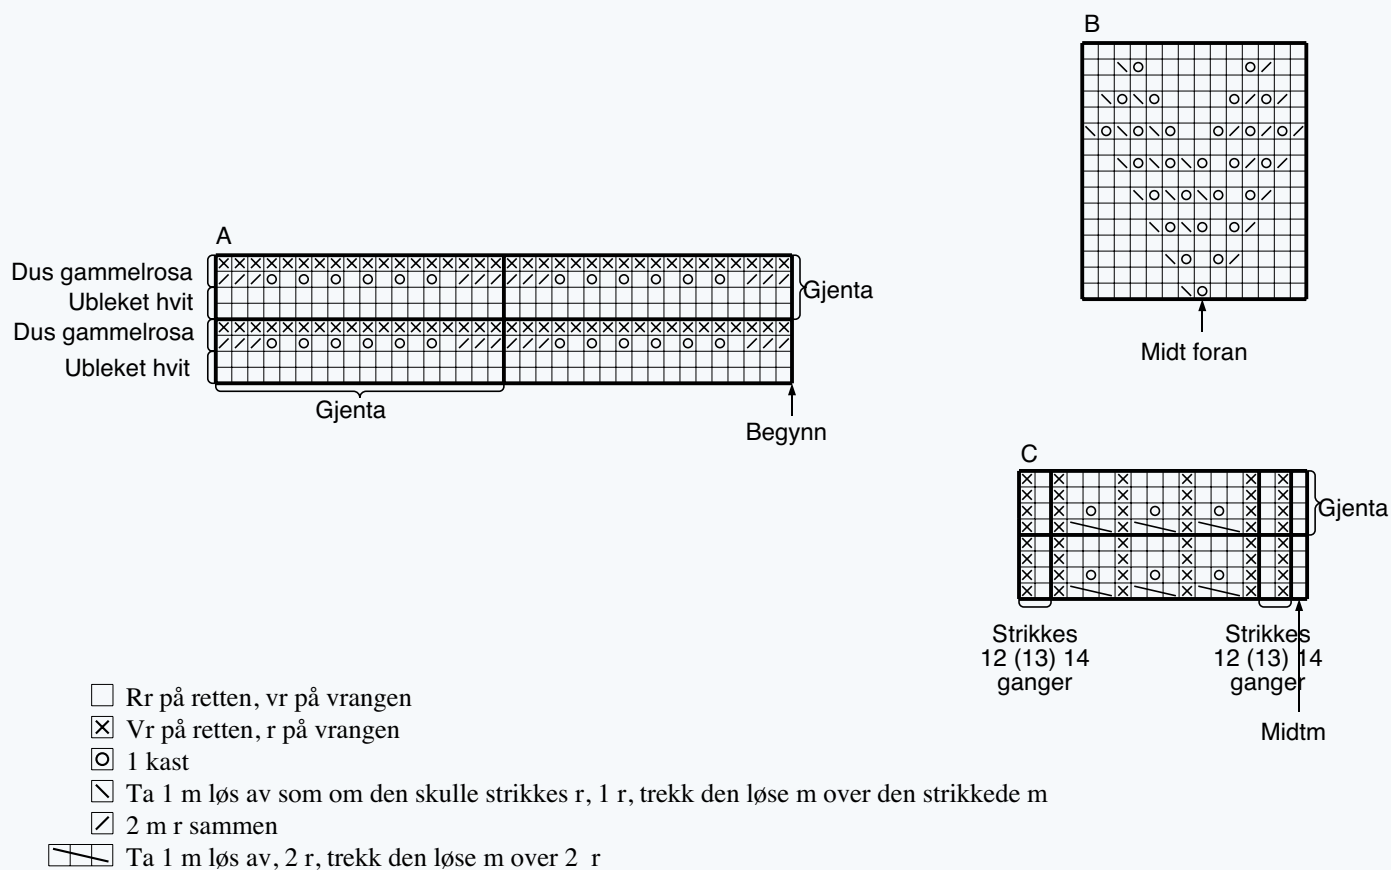 B
Midt foran
A
Dus gammelrosa
Ubleket hvit
Dus gammelrosa
Ubleket hvit
Gjenta
Gjenta
Begynn
C
Gjenta
Strikkes
12 (13) 14
ganger
Strikkes
12 (13) 14
ganger
Midtm
Rr på retten, vr på vrangen
Vr på retten, r på vrangen
1 kast
Ta 1 m løs av som om den skulle strikkes r, 1 r, trekk den løse m over den strikkede m
2 m r sammen
Ta 1 m løs av, 2 r, trekk den løse m over 2 r